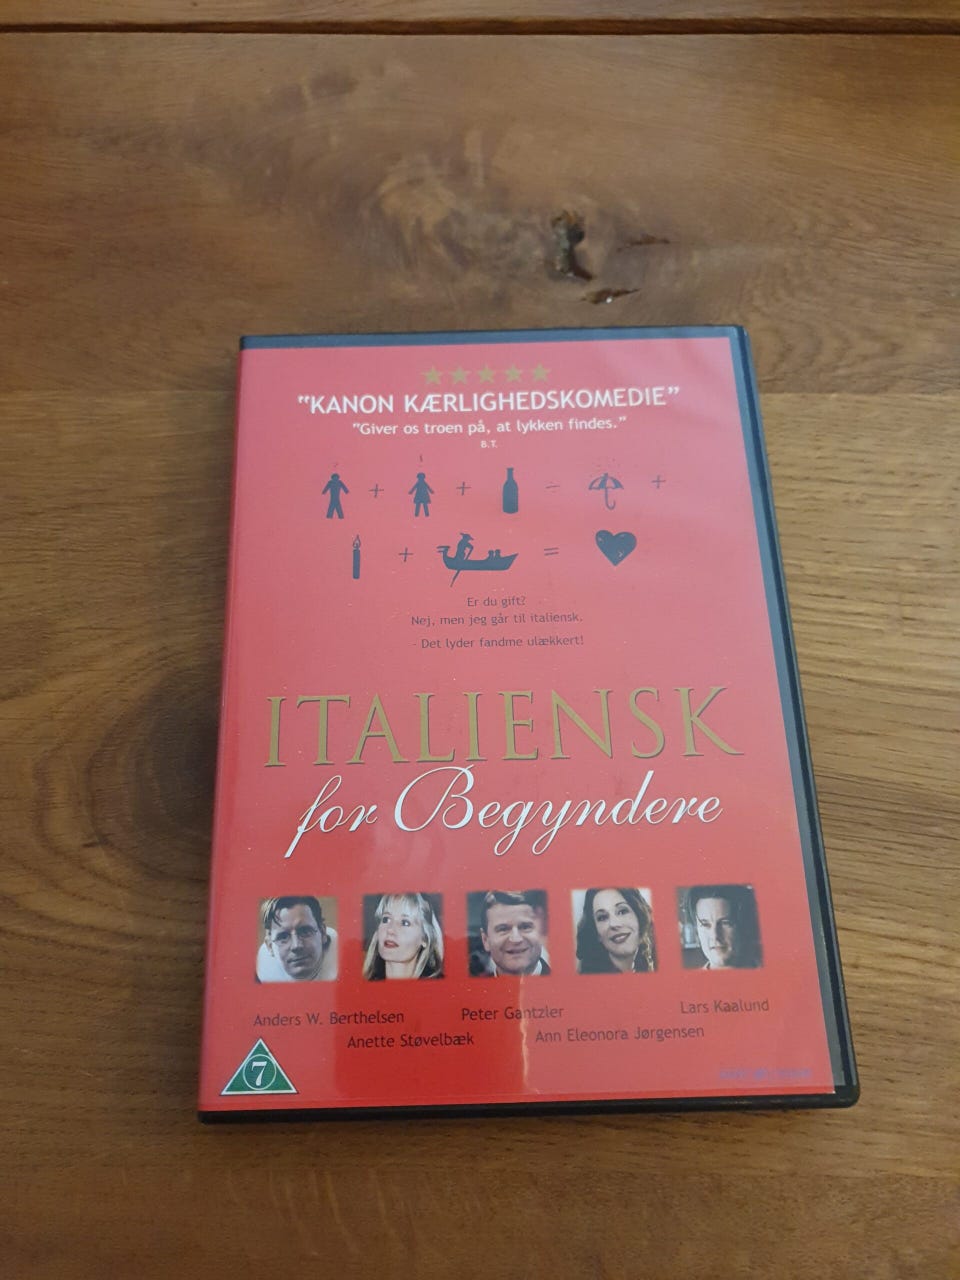 "KANON KÆRLIGHEDSKOMEDIE"
"Giver os troen på, at lykken findes."
B.T.
+ + ÷ +
+ =
Er du gift?
Nej, men jeg går til italiensk.
- Det lyder fandme ulækkert!
ITALIENSK
for Begyndere
Anders W. Berthelsen
Anette Støvelbæk
Peter Gantzler
Ann Eleonora Jørgensen
Lars Kaalund
7